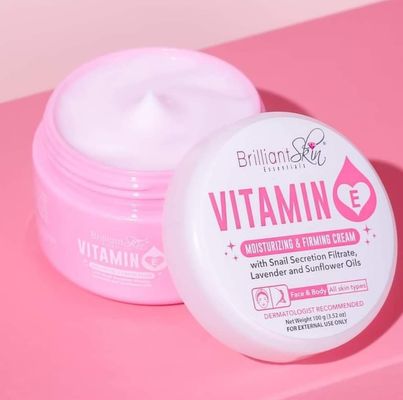 Brilliant Skin
Essentials
VITAMIN E
MOISTURIZING & FIRMING CREAM
with Snail Secretion Filtrate,
Lavender and Sunflower Oils
Face & Body All skin types
DERMATOLOGIST RECOMMENDED
Net Weight 100 g (3.52 oz)
FOR EXTERNAL USE ONLY
Brilliant Skin
VITAMIN E